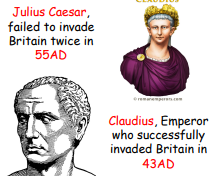 CLAUDIUS
Julius Caesar,
failed to invade
Britain twice in
55AD
© romanemperors.com
Claudius, Emperor
who successfully
invaded Britain in
43AD